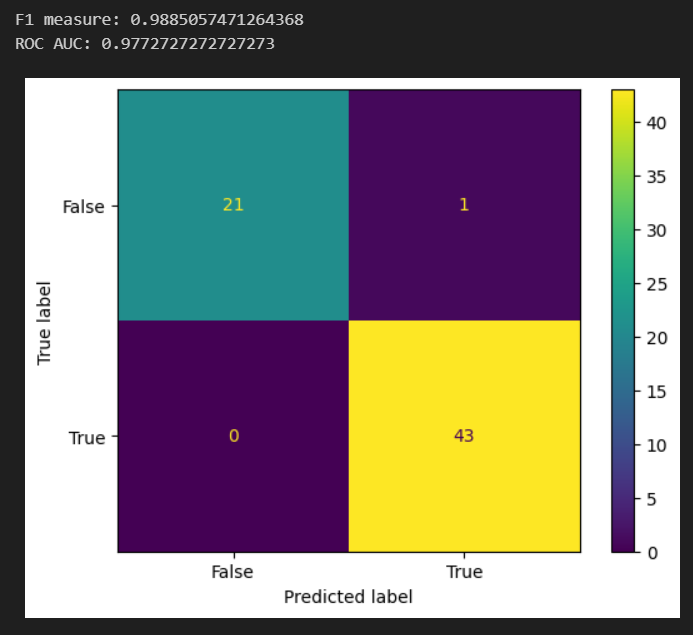 F1 measure: 0.9885057471264368
ROC AUC: 0.9772727272727273
40
35
False 21 1
30
25
True label
20
15
True 0 43
10
5
0
False True
Predicted label